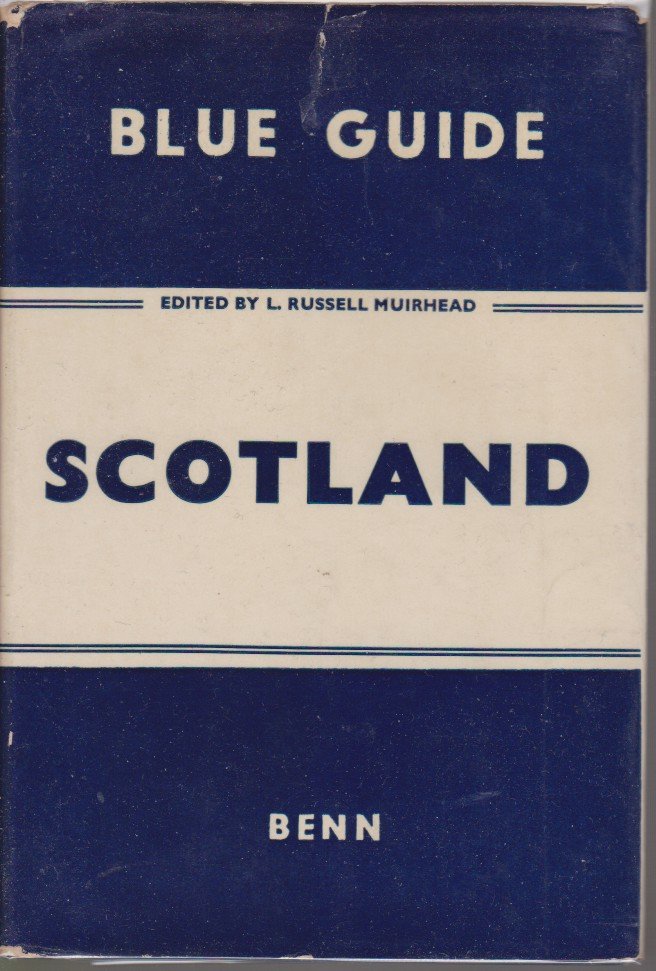 BLUE GUIDE
EDITED BY L. RUSSELL MUIRHEAD
SCOTLAND
BENN